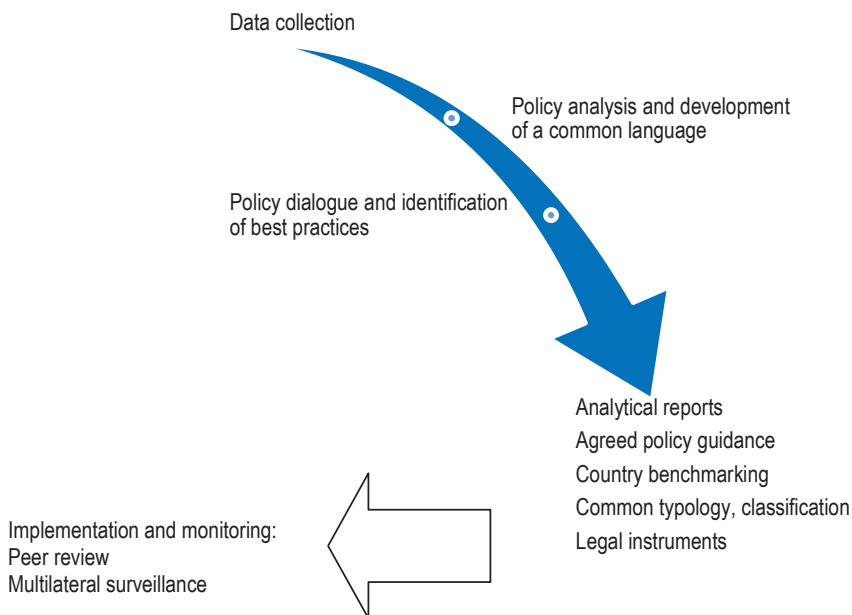 Data collection
Policy analysis and development
of a common language
Policy dialogue and identification
of best practices
Analytical reports
Agreed policy guidance
Country benchmarking
Common typology, classification
Legal instruments
Implementation and monitoring:
Peer review
Multilateral surveillance